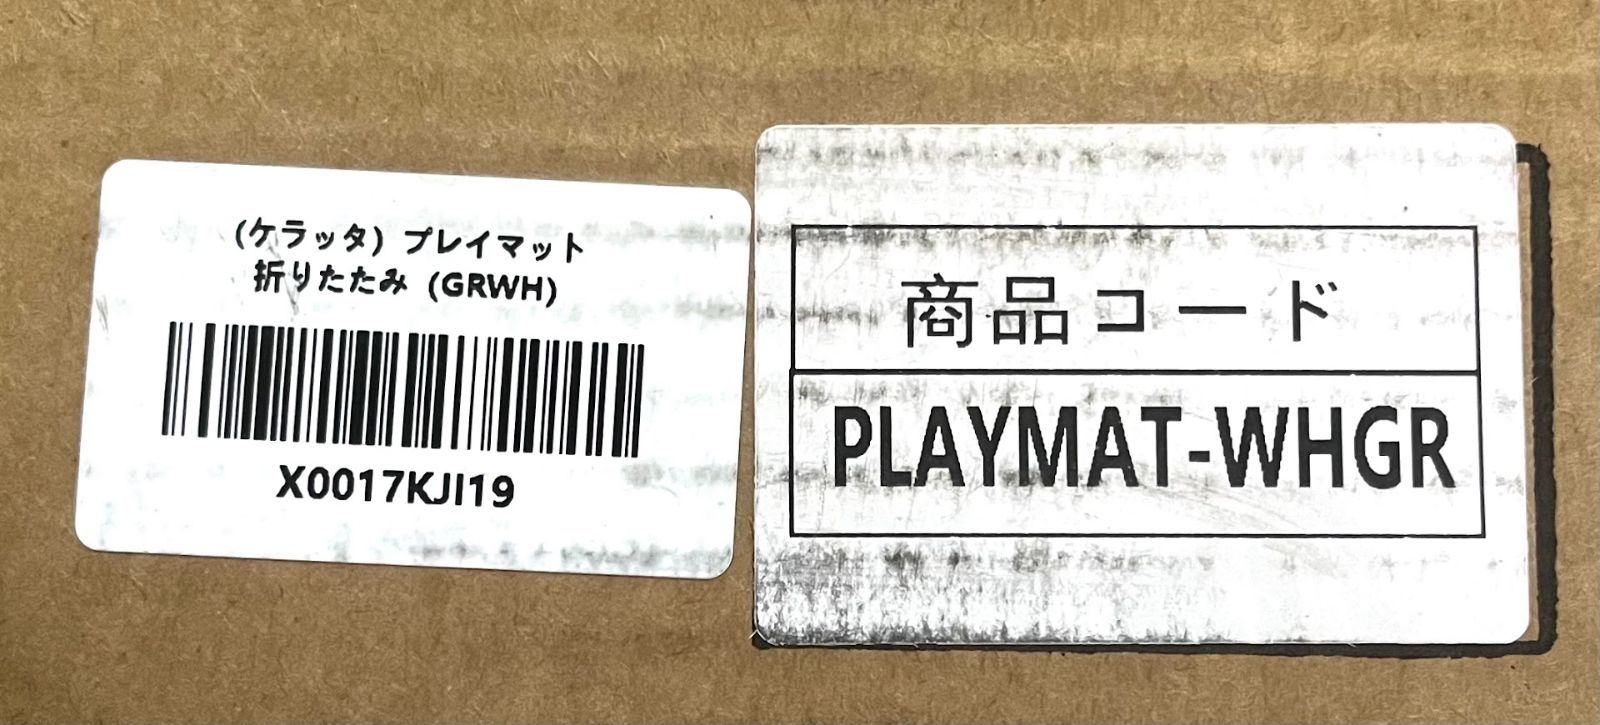 (ケラッタ) プレイマット
折りたたみ (GRWH)
X0017KJI19
商品コード
PLAYMAT-WHGR